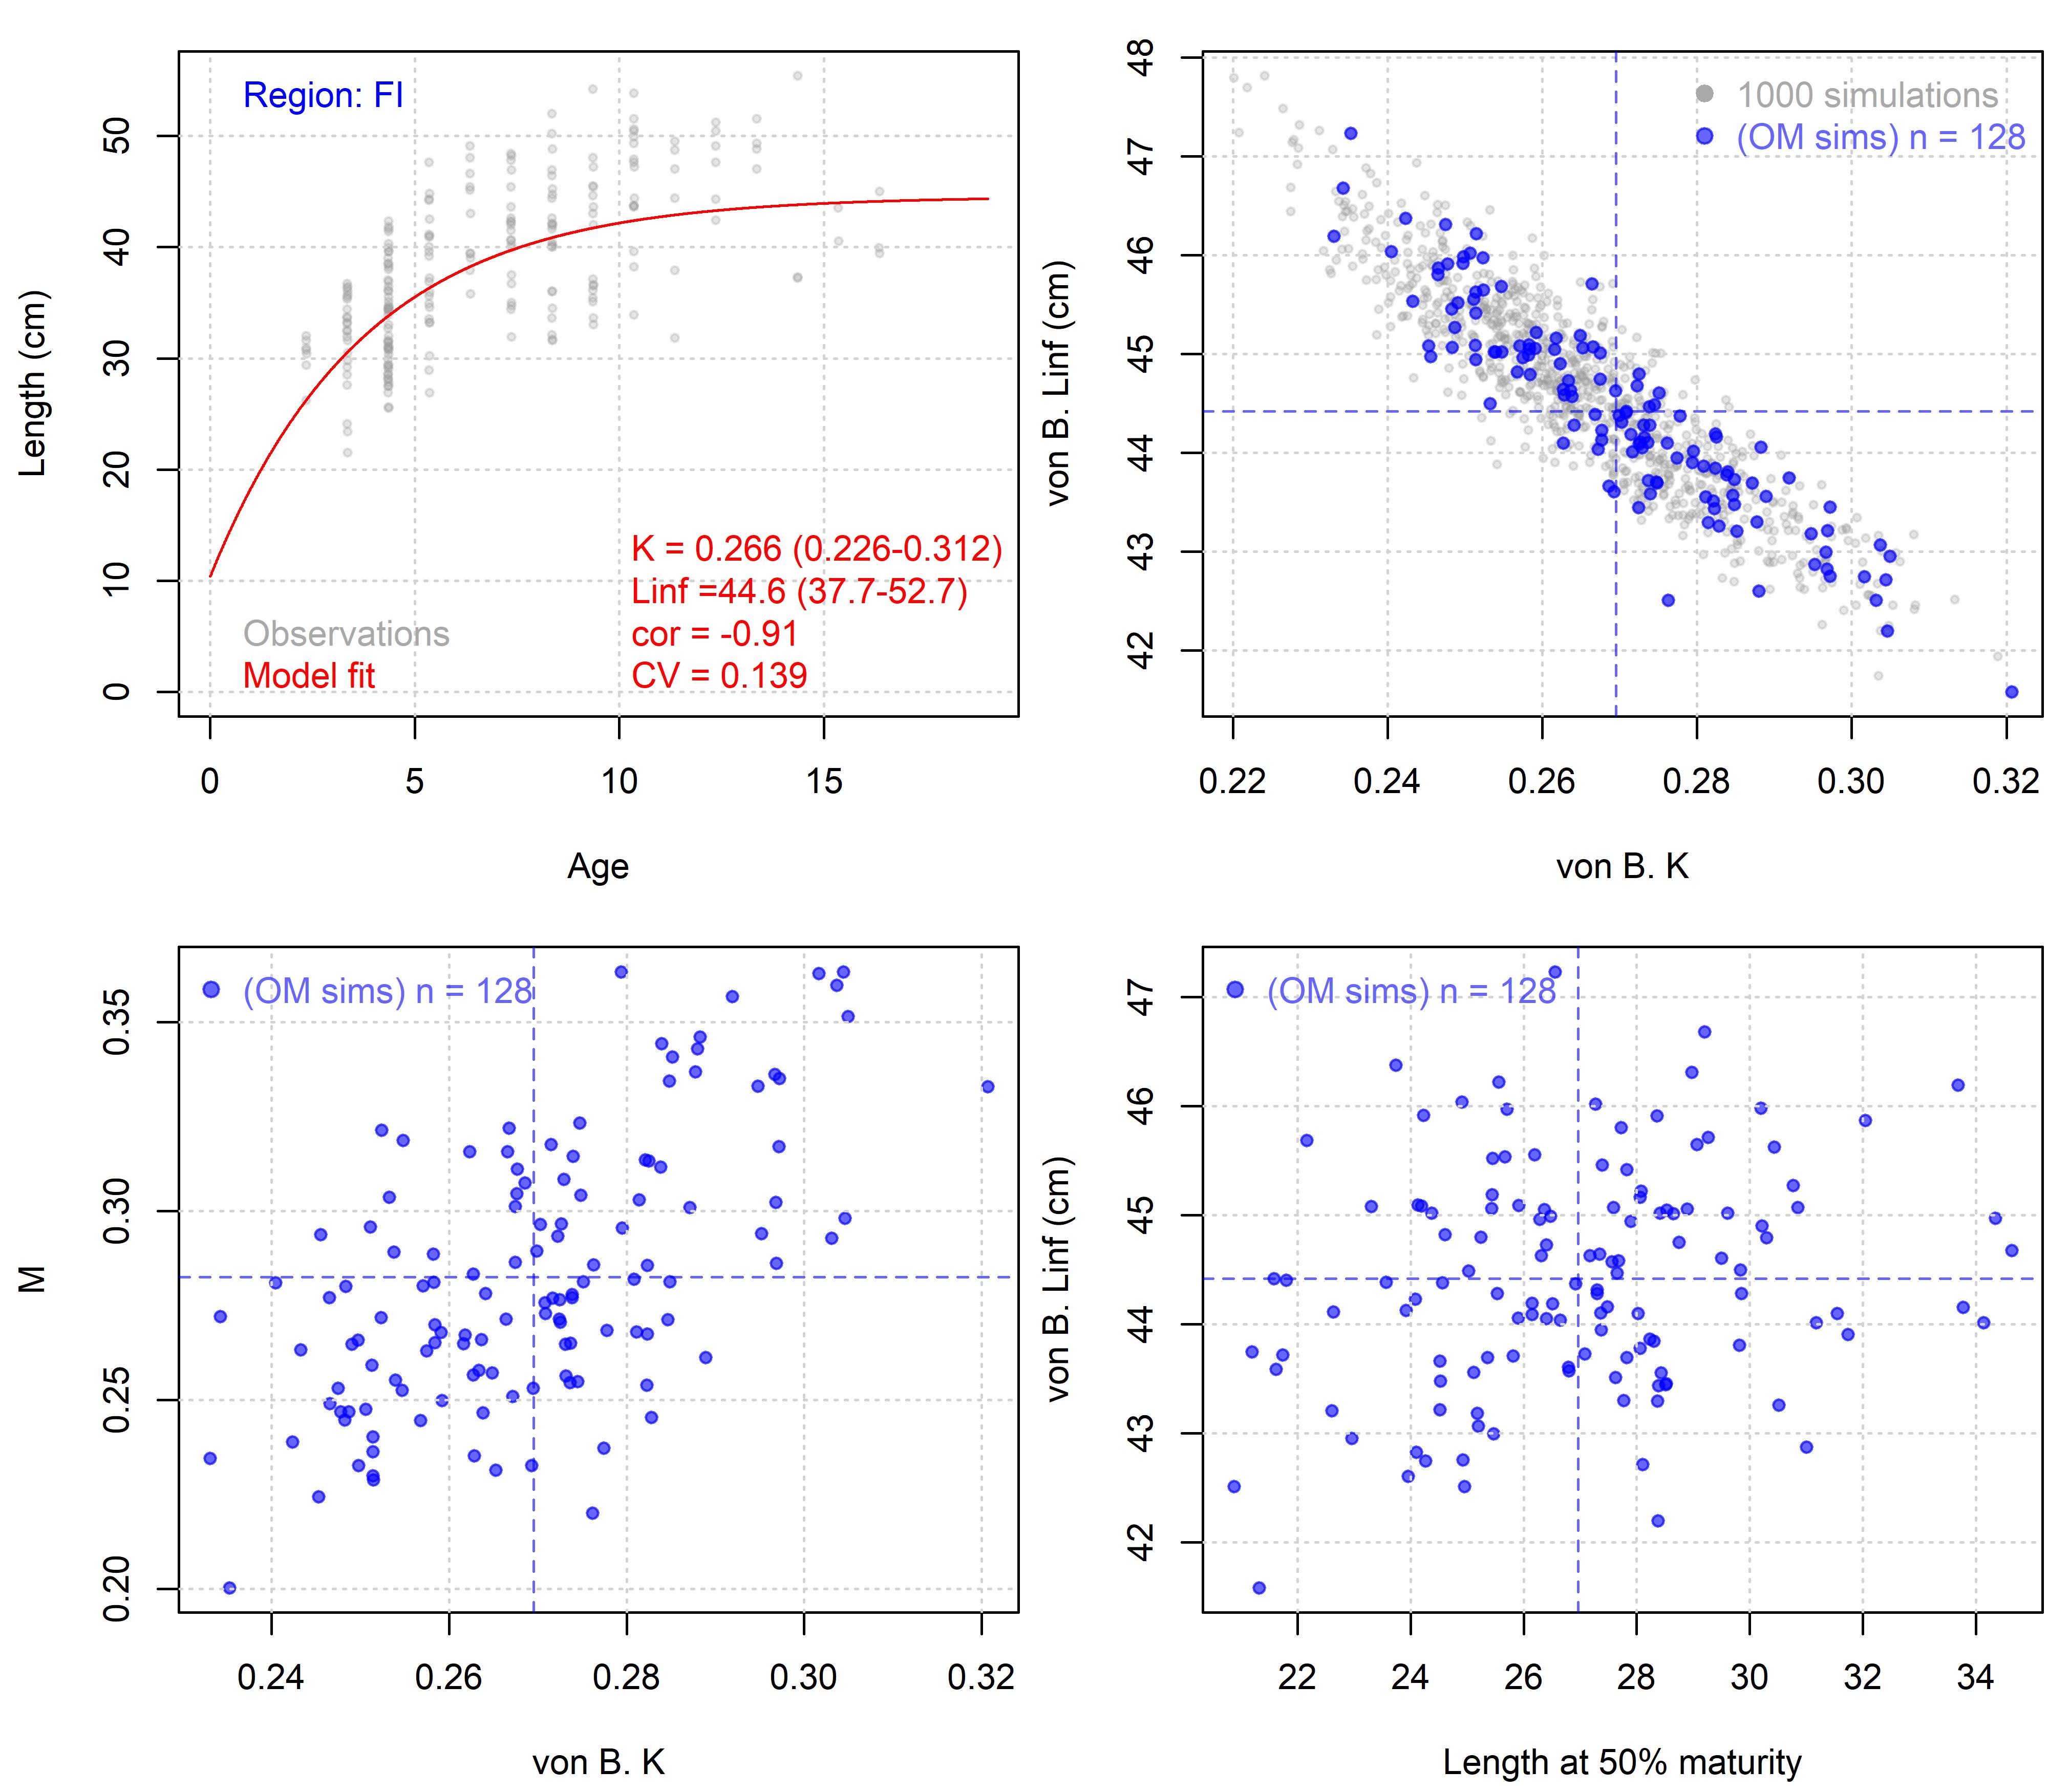 Region: FI
Length (cm)
50
40
30
20
10
0
K = 0.266 (0.226-0.312)
Linf =44.6 (37.7-52.7)
Observations
cor = -0.91
Model fit
CV = 0.139
0 5 10 15
Age
1000 simulations
(OM sims) n = 128
von B. Linf (cm)
48
47
46
45
44
43
42
0.22 0.24 0.26 0.28 0.30 0.32
von B. K
(OM sims) n = 128
M
0.35
0.30
0.25
0.20
0.24 0.26 0.28 0.30 0.32
von B. K
(OM sims) n = 128
von B. Linf (cm)
47
46
45
44
43
42
22 24 26 28 30 32 34
Length at 50% maturity